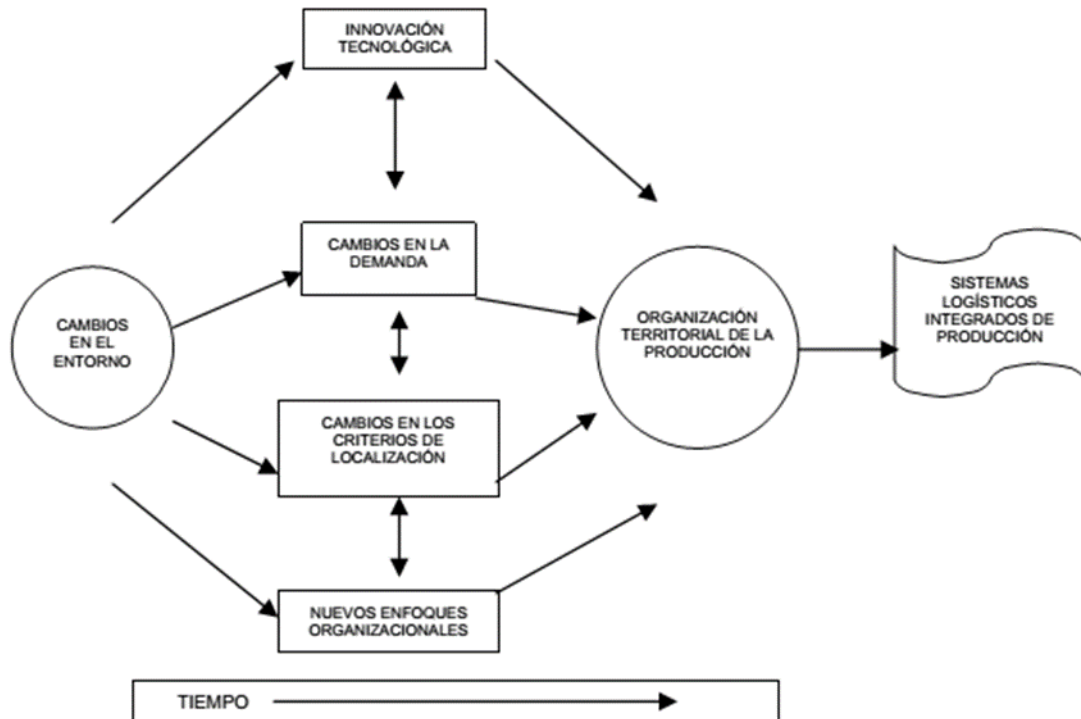 INNOVACIÓN
TECNOLÓGICA
CAMBIOS EN LA
DEMANDA
CAMBIOS
EN EL
ENTORNO
ORGANIZACIÓN
TERRITORIAL DE LA
PRODUCCIÓN
SISTEMAS
LOGÍSTICOS
INTEGRADOS DE
PRODUCCIÓN
CAMBIOS EN LOS
CRITERIOS DE
LOCALIZACIÓN
NUEVOS ENFOQUES
ORGANIZACIONALES
TIEMPO